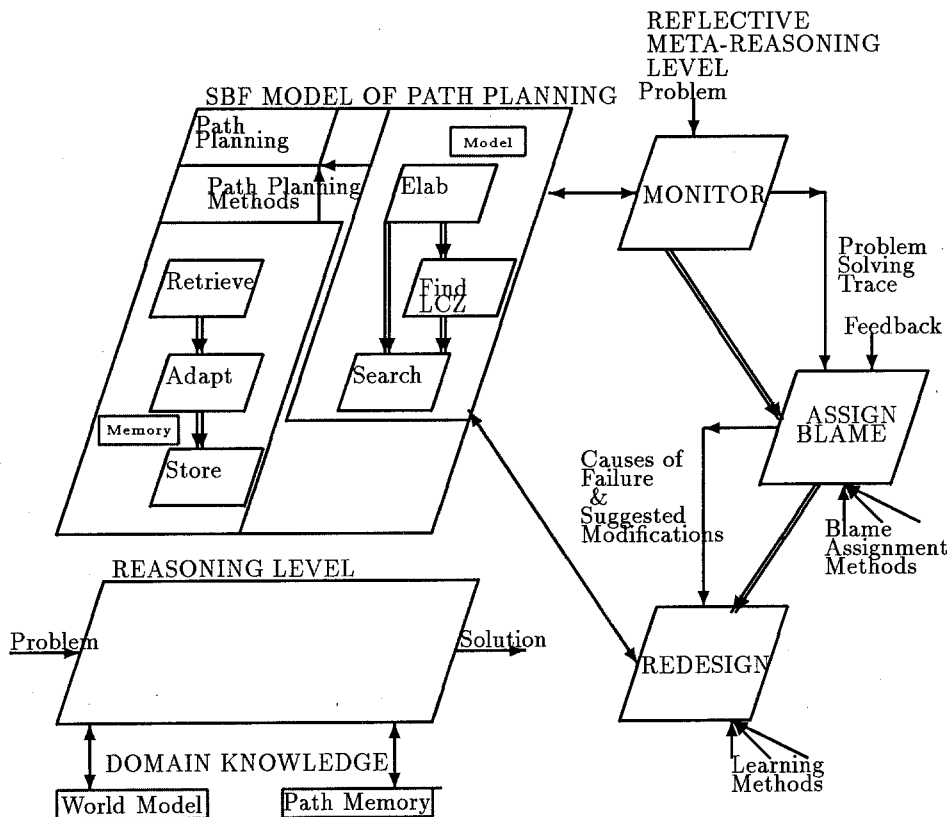 REFLECTIVE
META-REASONING
LEVEL
Problem
SBF MODEL OF PATH PLANNING
Path
Planning
Model
Path Planning
Methods
Elab
MONITOR
Retrieve
Find
LCZ
Problem
Solving
Trace
Feedback
Adapt
Search
Memory
ASSIGN
BLAME
Store
Causes of
Failure
&
Suggested
Modifications
Blame
Assignment
Methods
REASONING LEVEL
Problem
Solution
REDESIGN
DOMAIN KNOWLEDGE
World Model
Path Memory
Learning
Methods